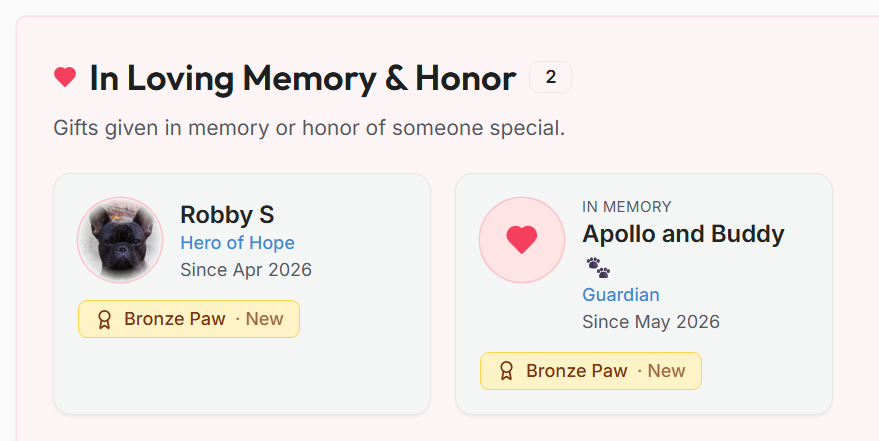 In Loving Memory & Honor 2
Gifts given in memory or honor of someone special.
Robby S
Hero of Hope
Since Apr 2026
Bronze Paw · New
IN MEMORY
Apollo and Buddy
🐾
Guardian
Since May 2026
Bronze Paw · New